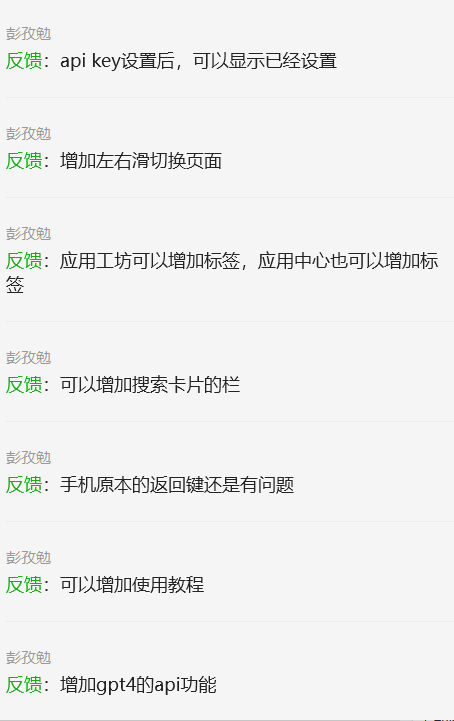 彭孜勉
反馈：api key设置后，可以显示已经设置
彭孜勉
反馈：增加左右滑切换页面
彭孜勉
反馈：应用工坊可以增加标签，应用中心也可以增加标
签
彭孜勉
反馈：可以增加搜索卡片的栏
彭孜勉
反馈：手机原本的返回键还是有问题
彭孜勉
反馈：可以增加使用教程
彭孜勉
反馈：增加gpt4的api功能